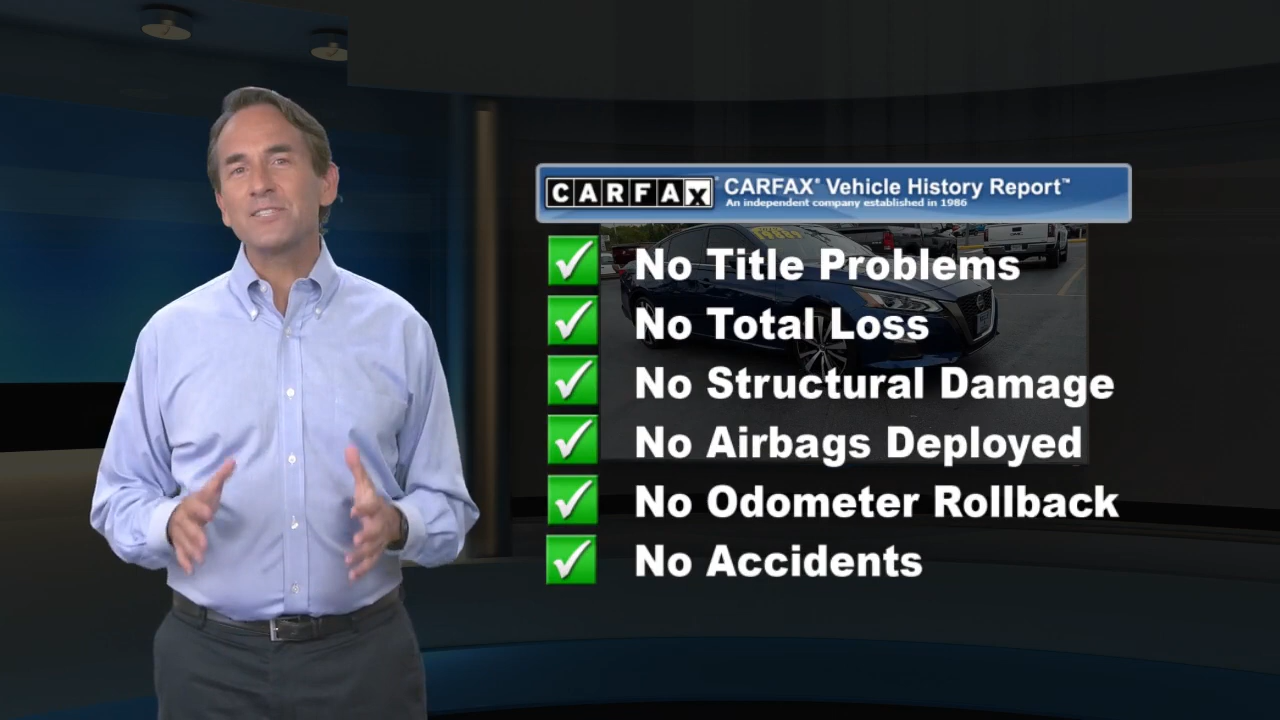 CARFAX
CARFAX® Vehicle History Report™
An independent company established in 1986
No Title Problems
No Total Loss
No Structural Damage
No Airbags Deployed
No Odometer Rollback
No Accidents